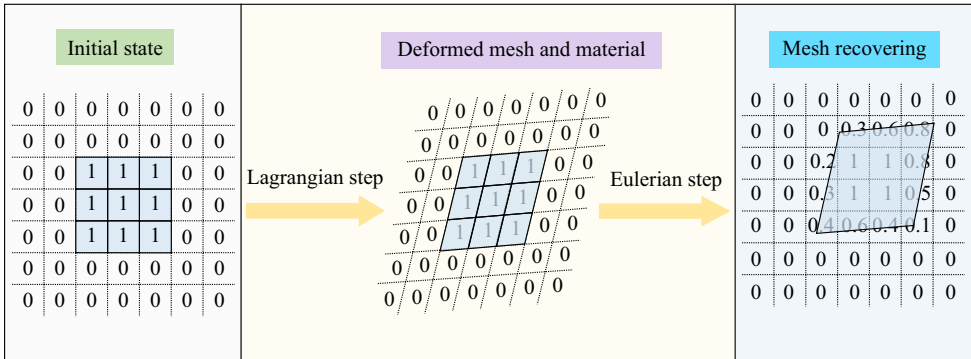 Initial state
0 0 0 0 0 0 0
0 0 0 0 0 0 0
0 0 1 1 1 0 0
0 0 1 1 1 0 0
0 0 1 1 1 0 0
0 0 0 0 0 0 0
0 0 0 0 0 0 0
Lagrangian step
Deformed mesh and material
0 0 0 0 0 0 0
0 0 0 0 0 0 0
0 0 1 1 1 0 0
0 0 1 1 1 0 0
0 0 1 1 1 0 0
0 0 0 0 0 0 0
0 0 0 0 0 0 0
Eulerian step
Mesh recovering
0 0 0 0 0 0 0
0 0 0 0.3 0.6 0.8 0
0 0 0.2 1 1 0.8 0
0 0 0.3 1 1 0.5 0
0 0 0.4 0.6 0.4 0.1 0
0 0 0 0 0 0 0
0 0 0 0 0 0 0